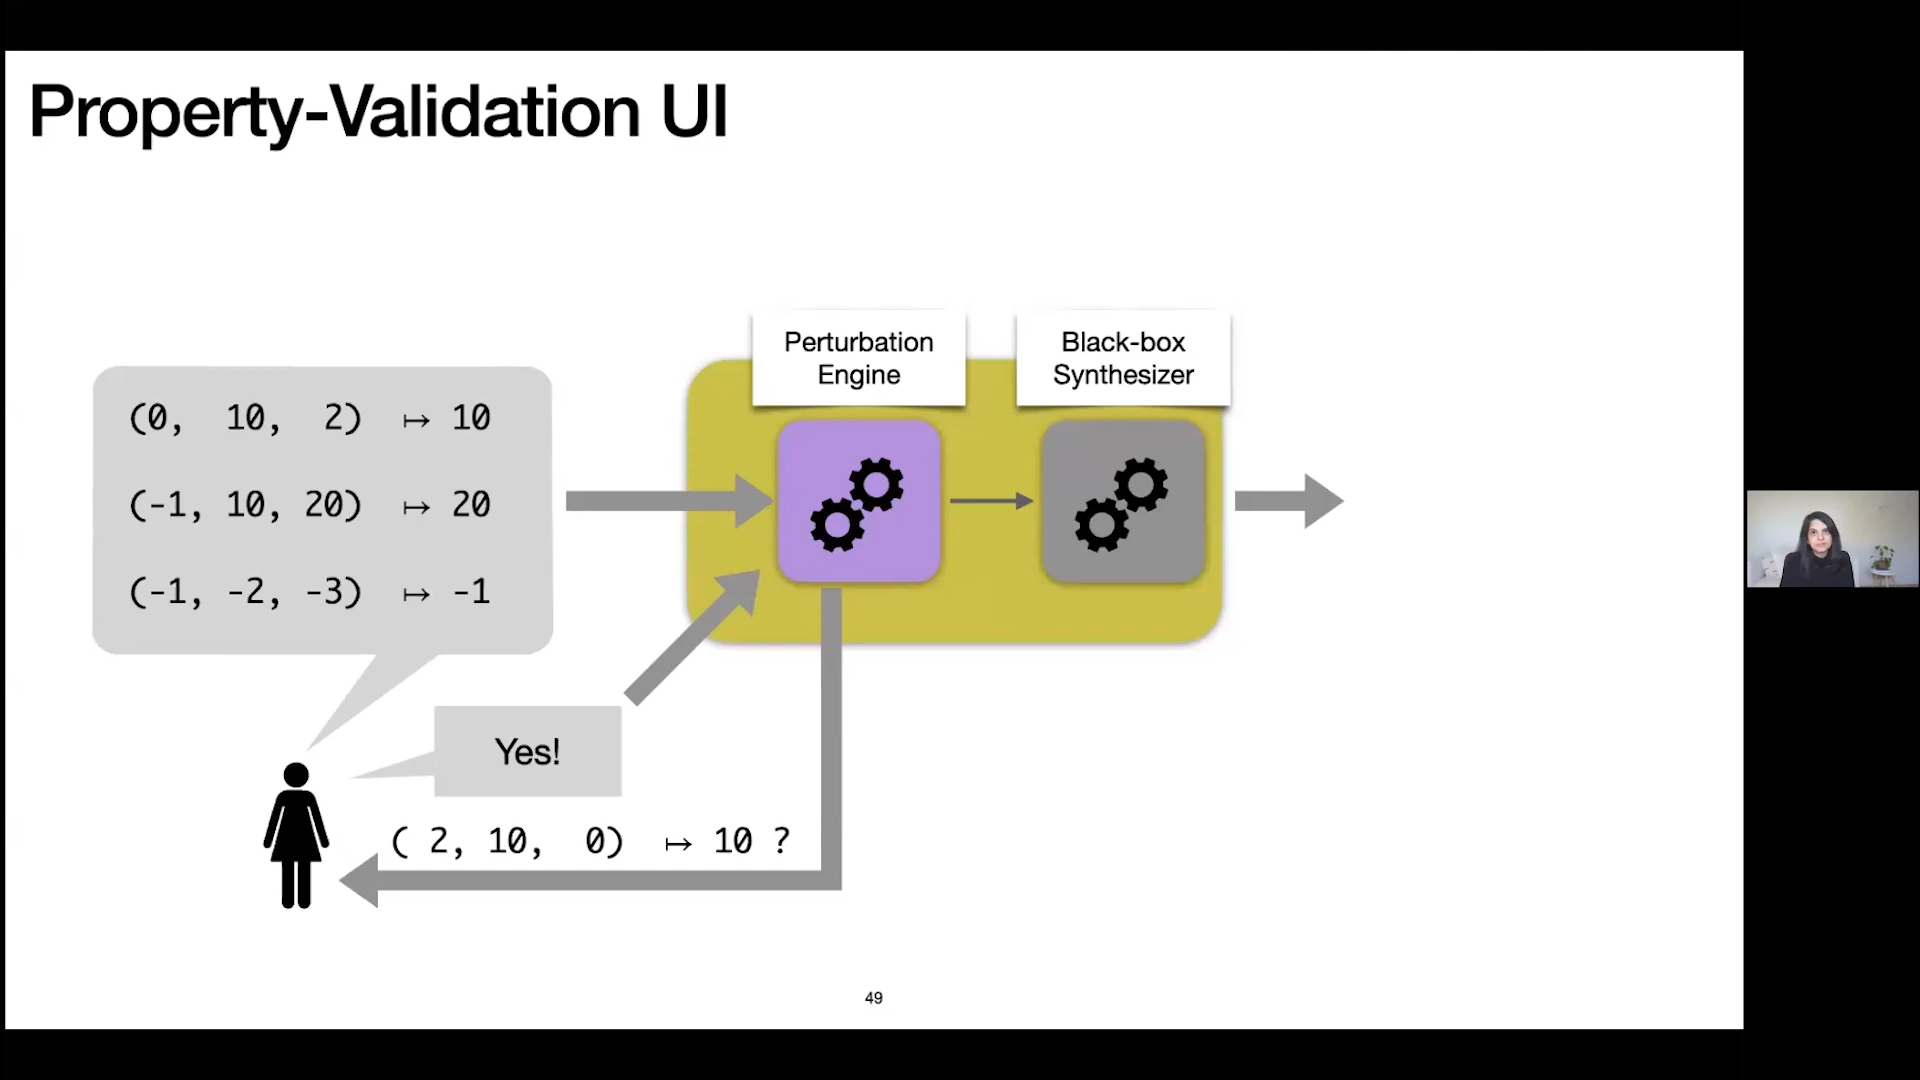 Property-Validation UI
Perturbation
Engine
Black-box
Synthesizer
(0, 10, 2) ↦ 10
(-1, 10, 20) ↦ 20
(-1, -2, -3) ↦ -1
Yes!
( 2, 10, 0) ↦ 10 ?
49